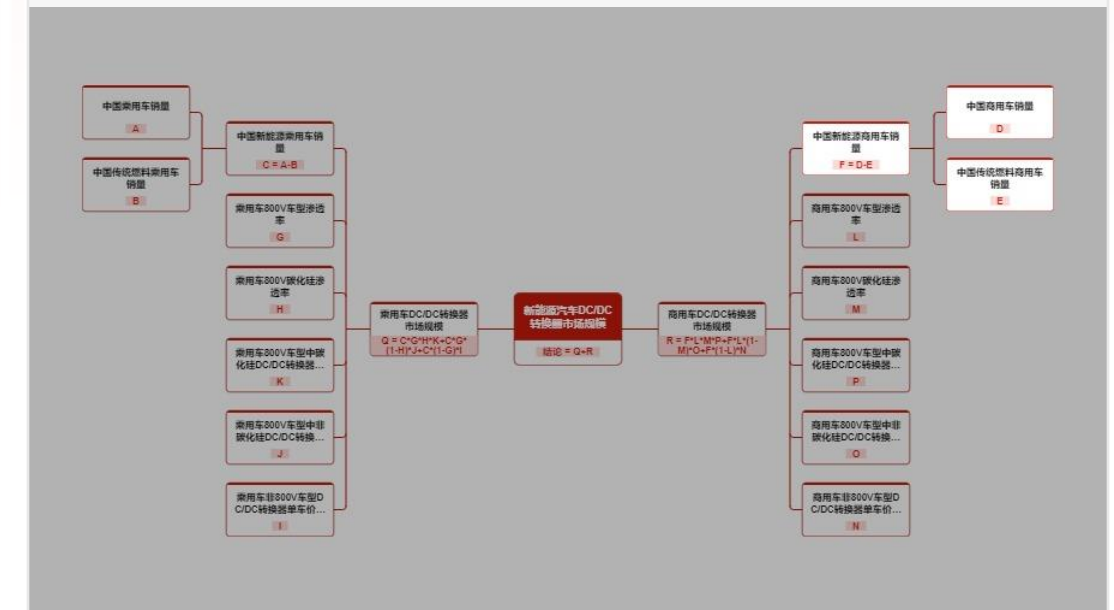 中国乘用车销量
A
中国传统燃料乘用车
销量
B
中国新能源乘用车销
量
C = A-B
乘用车800V车型渗透
率
G
乘用车800V碳化硅渗
透率
H
乘用车800V车型中碳
化硅DC/DC转换器...
K
乘用车800V车型中非
碳化硅DC/DC转换...
J
乘用车非800V车型D
C/DC转换器单车价...
I
乘用车DC/DC转换器
市场规模
Q = C*G*H*K+C*G*
(1-H)*J+C*(1-G)*I
新能源汽车DC/DC
转换器市场规模
结论 = Q+R
商用车DC/DC转换器
市场规模
R = F*L*M*P+F*L*(1-
M)*O+F*(1-L)*N
中国新能源商用车销
量
F = D-E
商用车800V车型渗透
率
L
商用车800V碳化硅渗
透率
M
商用车800V车型中碳
化硅DC/DC转换器...
P
商用车800V车型中非
碳化硅DC/DC转换...
O
商用车非800V车型D
C/DC转换器单车价...
N
中国商用车销量
D
中国传统燃料商用车
销量
E